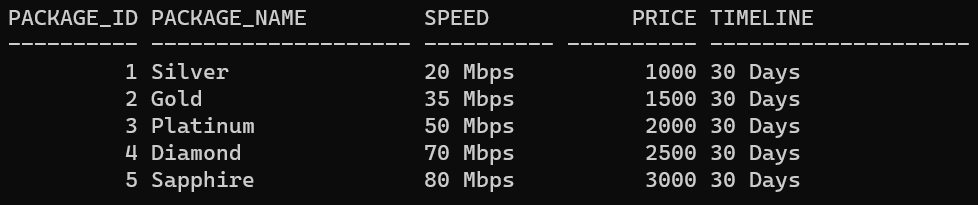 PACKAGE_ID PACKAGE_NAME         SPEED           PRICE TIMELINE
---------- -------------------- ---------- ---------- --------------------
         1 Silver               20 Mbps          1000 30 Days
         2 Gold                 35 Mbps          1500 30 Days
         3 Platinum             50 Mbps          2000 30 Days
         4 Diamond              70 Mbps          2500 30 Days
         5 Sapphire             80 Mbps          3000 30 Days